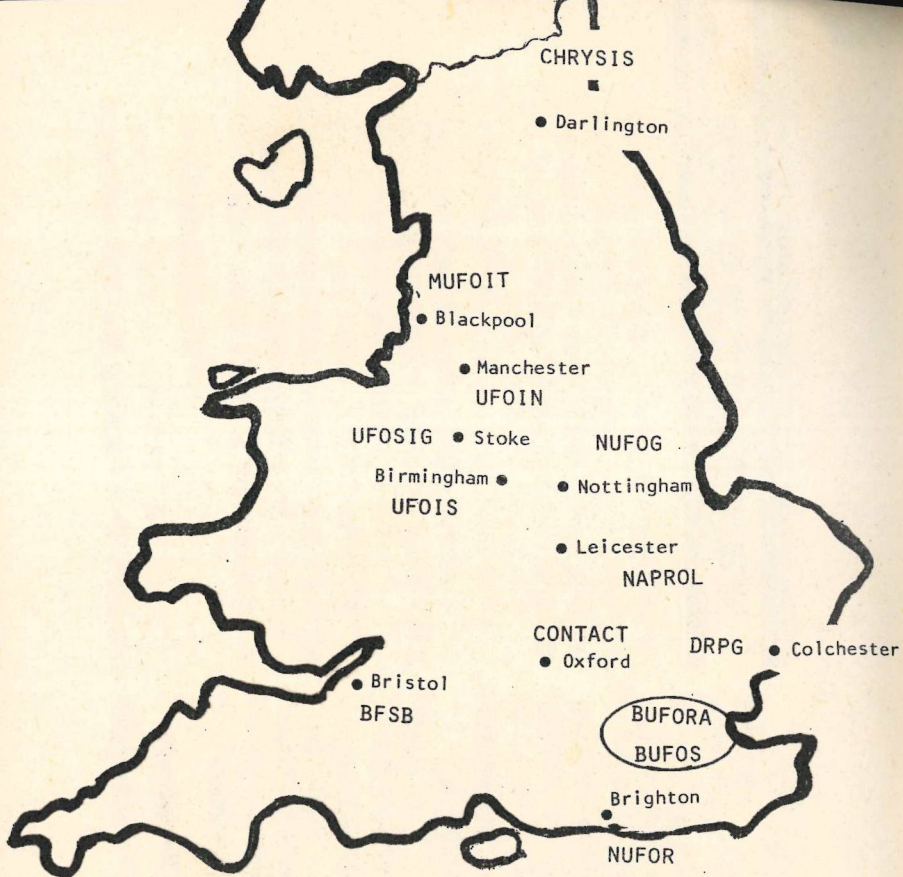 CHRYSIS
Darlington
MUFOIT
Blackpool
Manchester
UFOIN
UFOSIG
Stoke
NUFOG
Birmingham
Nottingham
UFOIS
Leicester
NAPROL
CONTACT
DRPG
Colchester
Oxford
Bristol
BFSB
BUFORA
BUFOS
Brighton
NUFOR